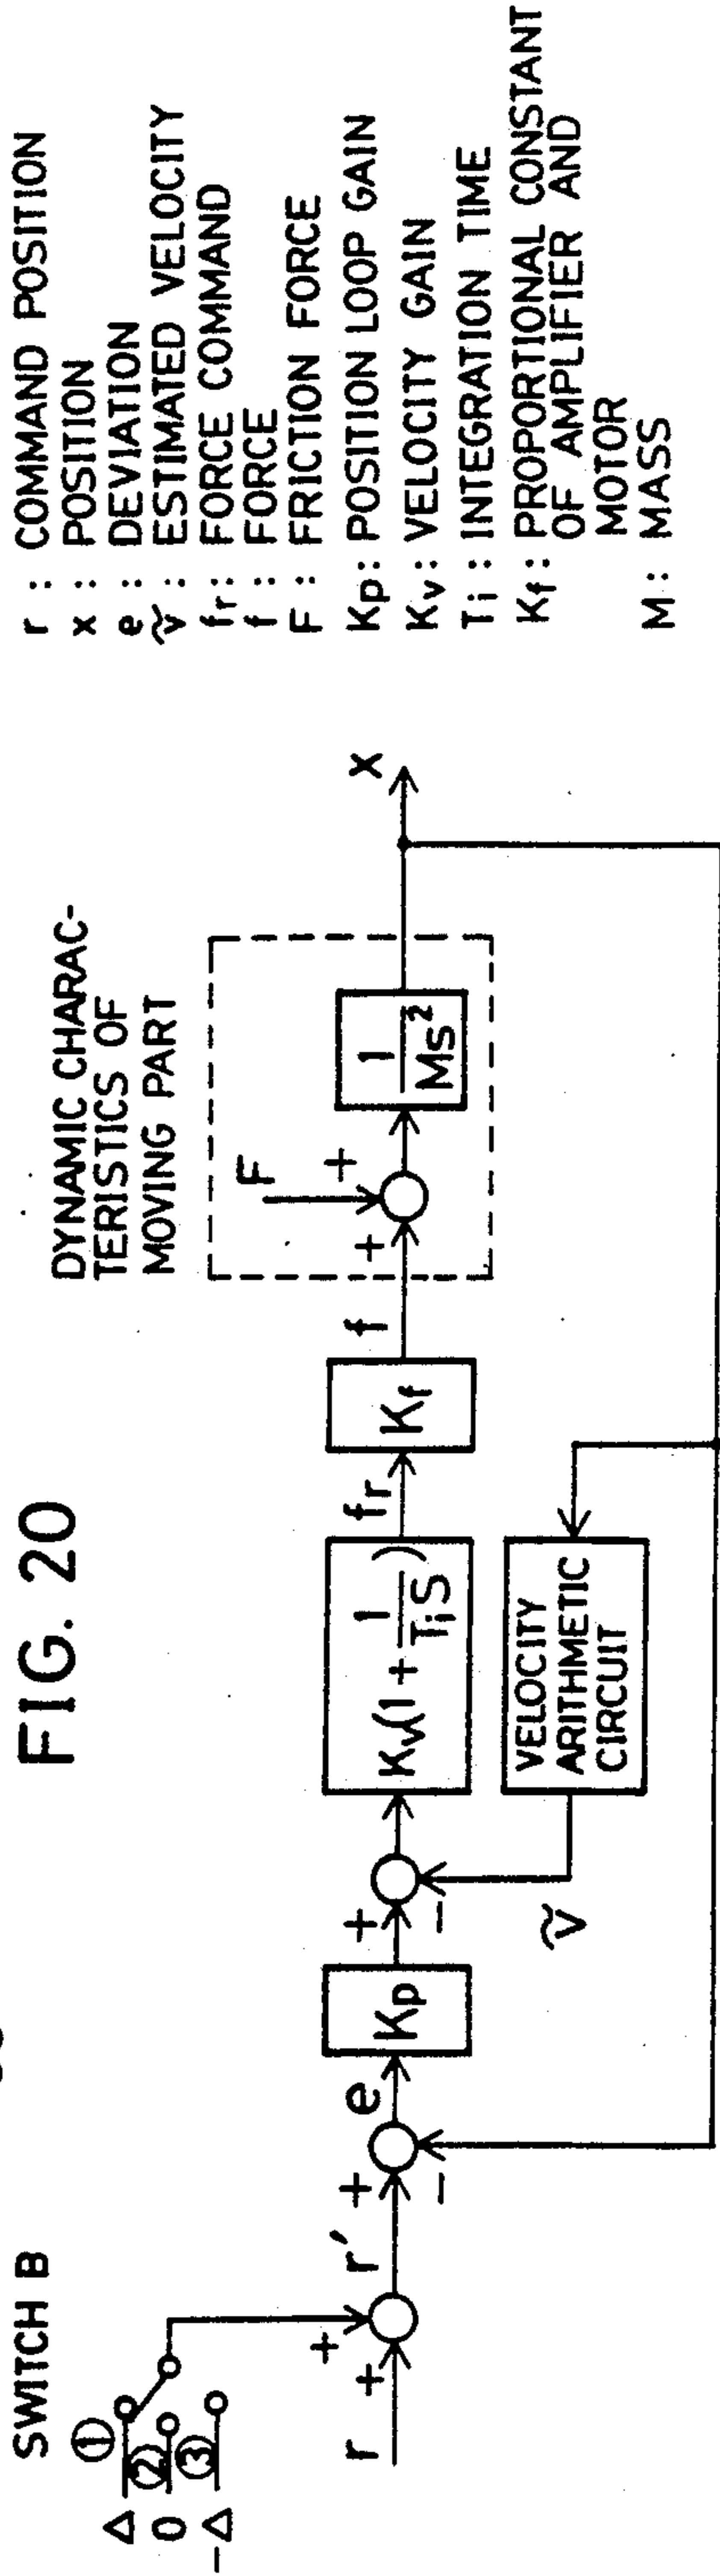 FIG. 20
SWITCH B
①
②
③
Δ
0
-Δ
r
+
+
r'
+
-
e
Kp
+
-
ṽ
Kv(1 + 1/TiS)
fr
Kf
f
VELOCITY
ARITHMETIC
CIRCUIT
DYNAMIC CHARAC-
TERISTICS OF
MOVING PART
F
+
+
1/Ms²
x
r : COMMAND POSITION
x : POSITION
e : DEVIATION
ṽ : ESTIMATED VELOCITY
fr : FORCE COMMAND
f : FORCE
F : FRICTION FORCE
Kp : POSITION LOOP GAIN
Kv : VELOCITY GAIN
Ti : INTEGRATION TIME
Kf : PROPORTIONAL CONSTANT
OF AMPLIFIER AND
MOTOR
M : MASS